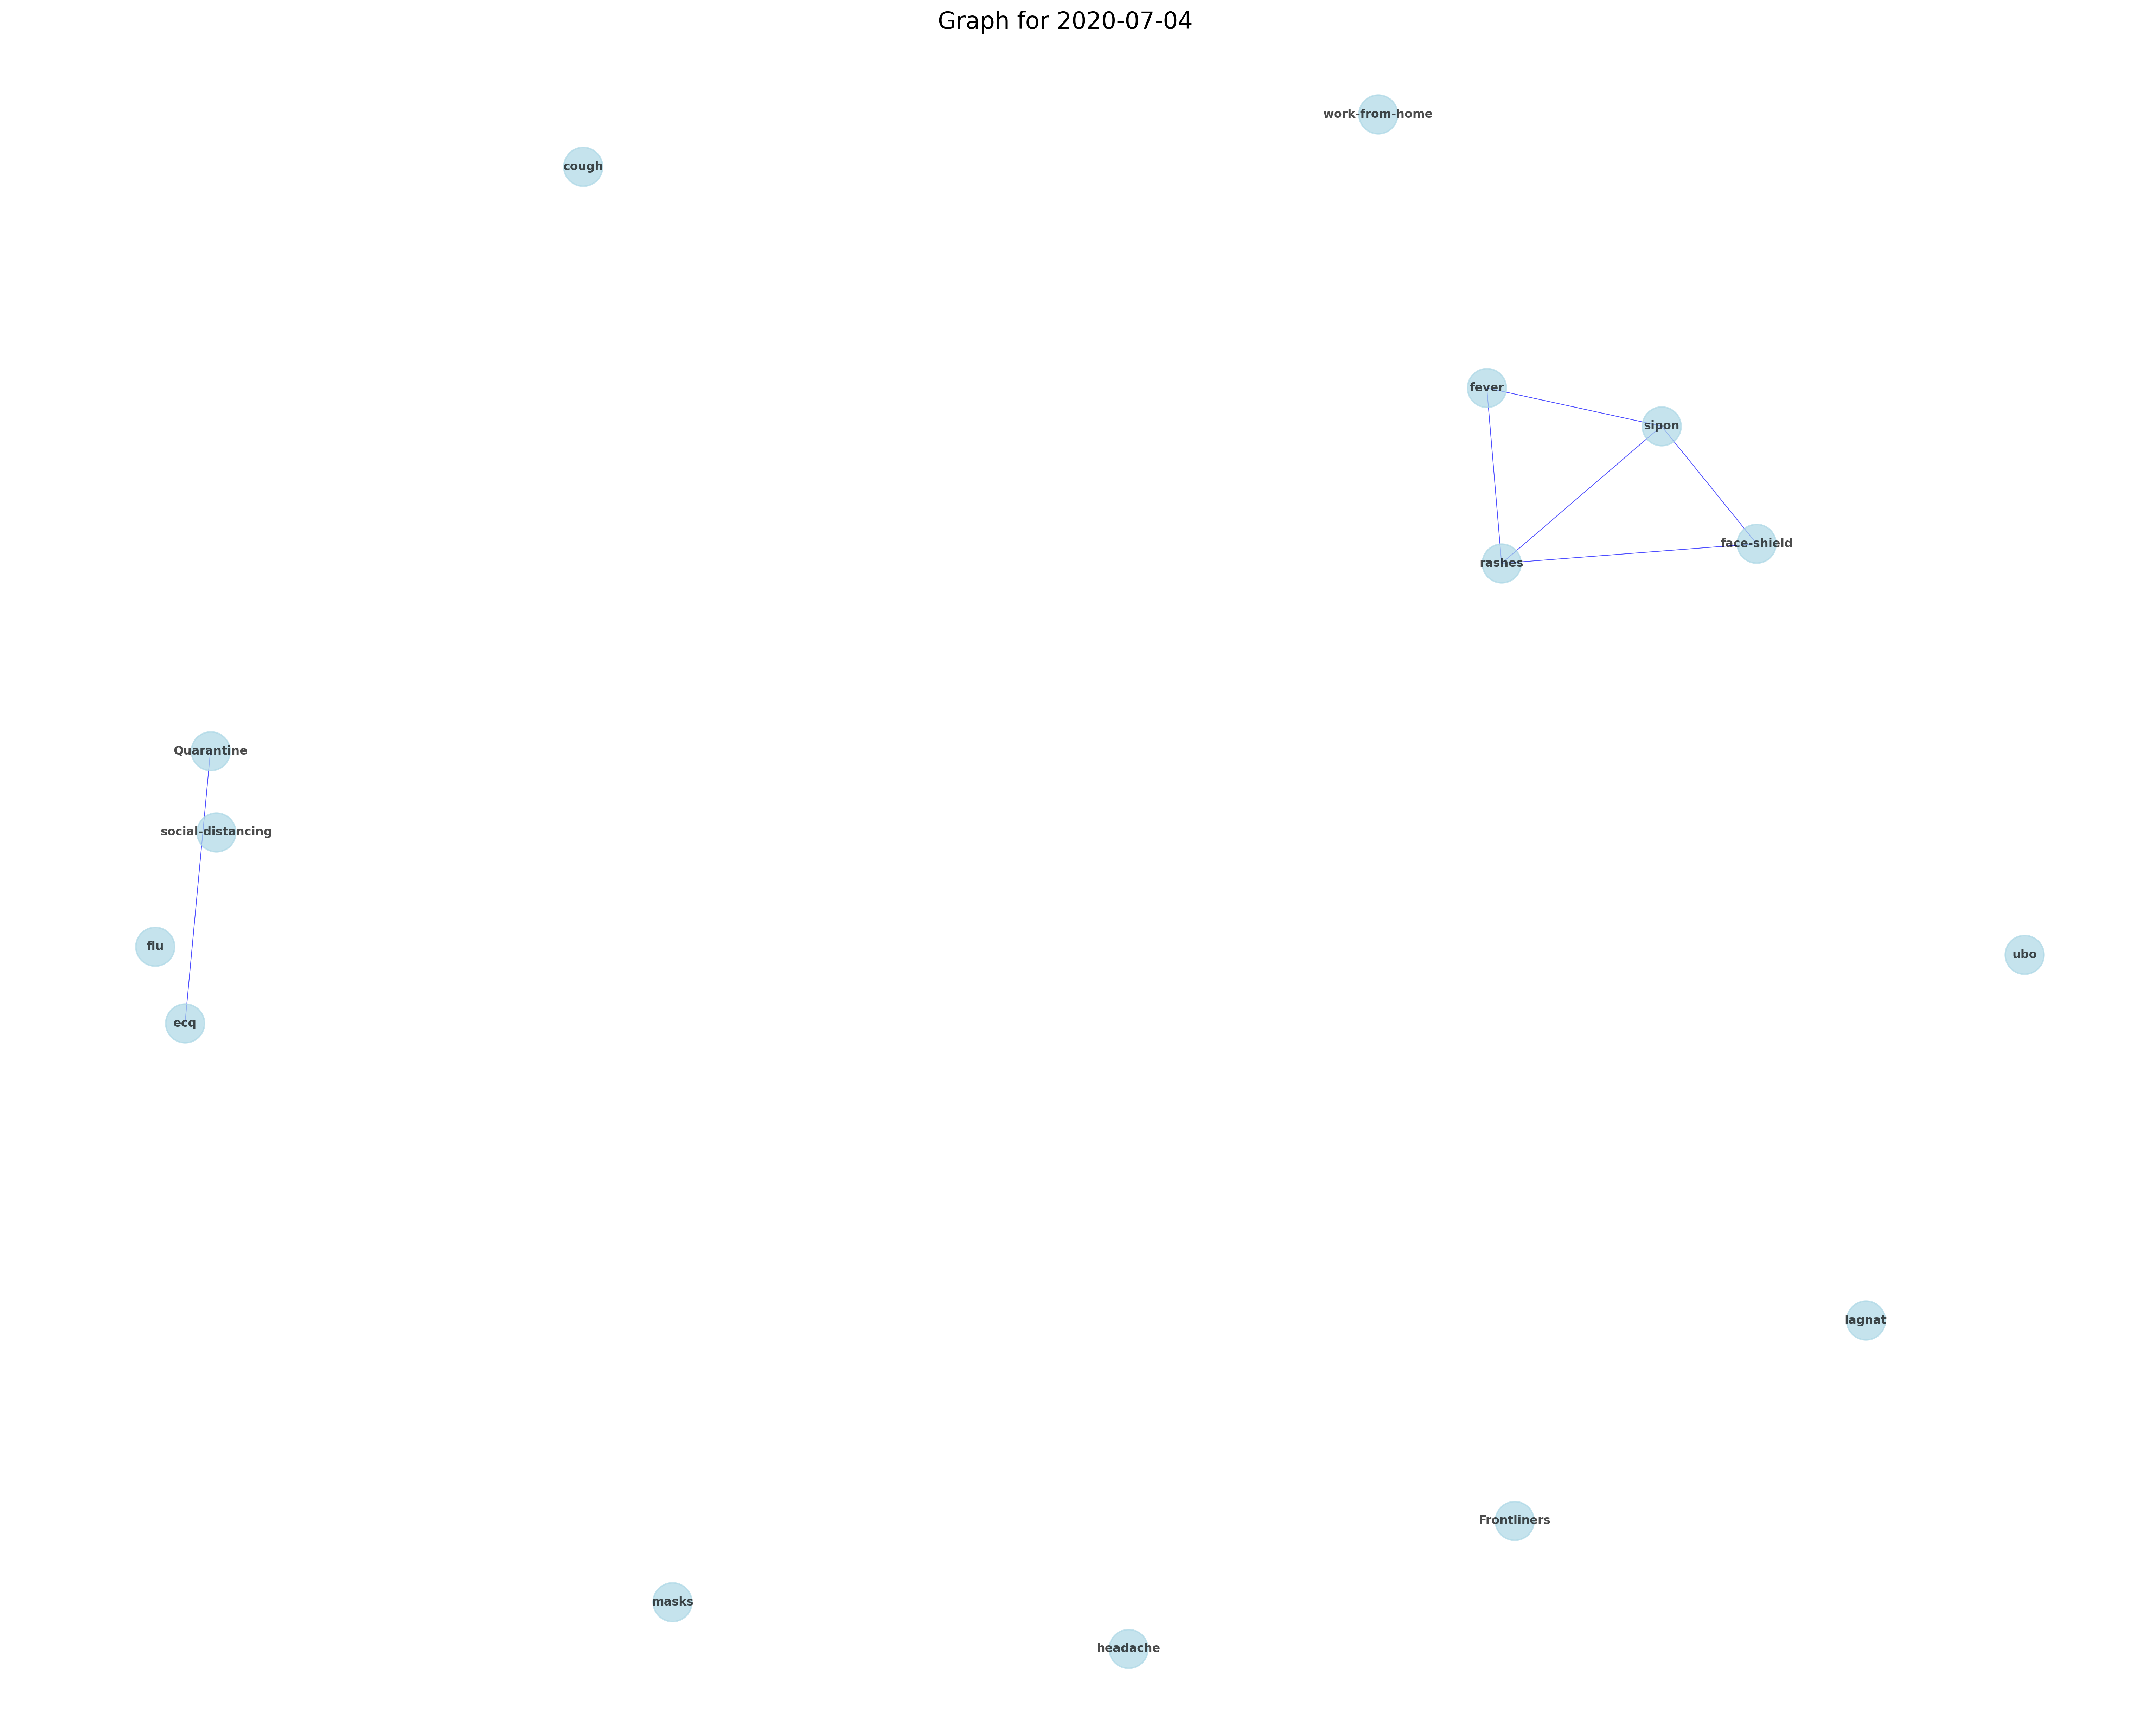 Graph for 2020-07-04
work-from-home
cough
fever
sipon
face-shield
rashes
Quarantine
social-distancing
flu
ubo
ecq
lagnat
Frontliners
masks
headache